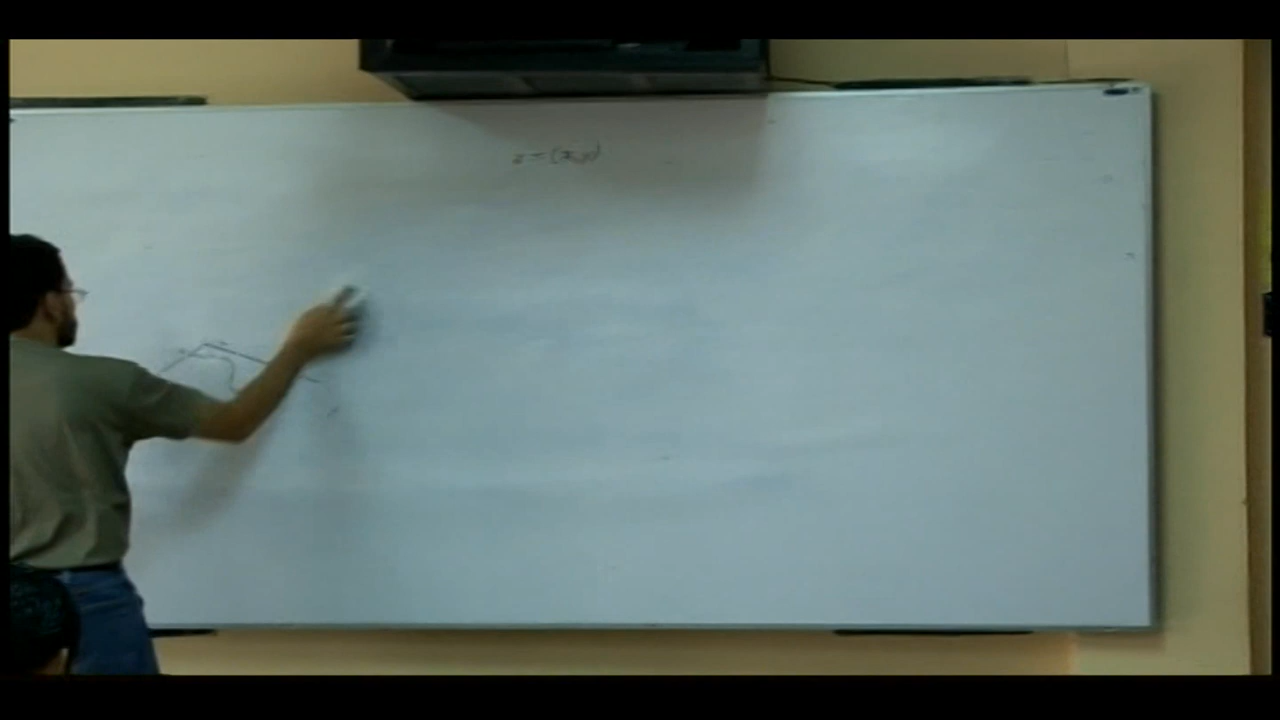 z = (x, y)